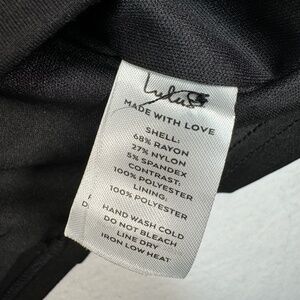 Lulus
MADE WITH LOVE
SHELL:
68% RAYON
27% NYLON
5% SPANDEX
CONTRAST:
100% POLYESTER
LINING:
100% POLYESTER
HAND WASH COLD
DO NOT BLEACH
LINE DRY
IRON LOW HEAT